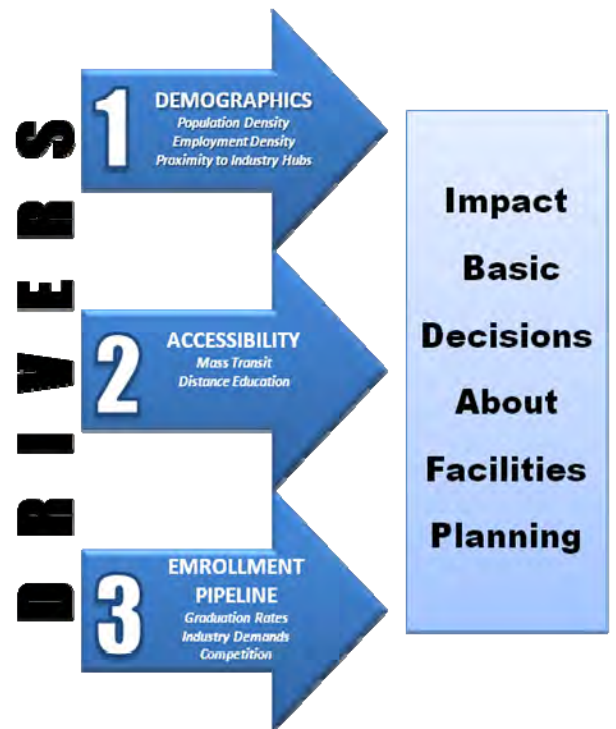 DRIVERS
1
DEMOGRAPHICS
Population Density
Employment Density
Proximity to Industry Hubs
2
ACCESSIBILITY
Mass Transit
Distance Education
3
EMROLLMENT
PIPELINE
Graduation Rates
Industry Demands
Competition
Impact
Basic
Decisions
About
Facilities
Planning